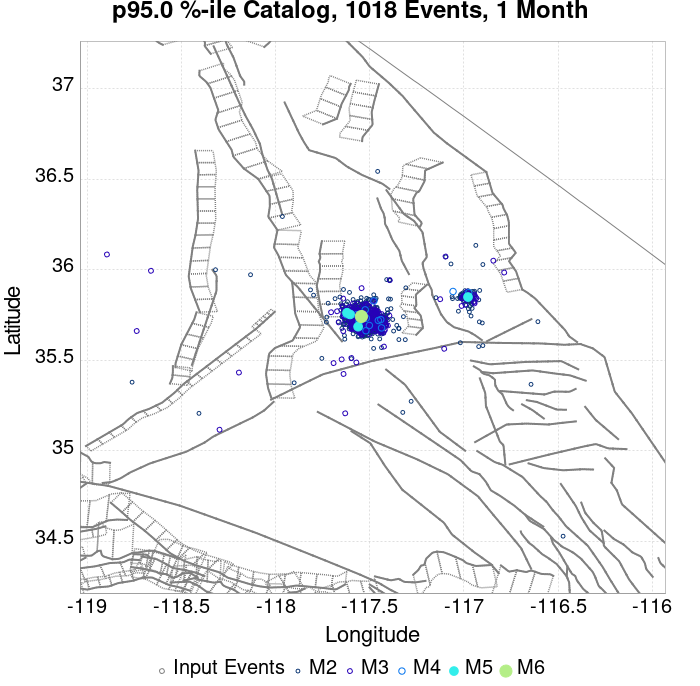 p95.0 %-ile Catalog, 1018 Events, 1 Month
37
36.5
36
35.5
35
34.5
Latitude
-119 -118.5 -118 -117.5 -117 -116.5 -116
Longitude
Input Events M2 M3 M4 M5 M6